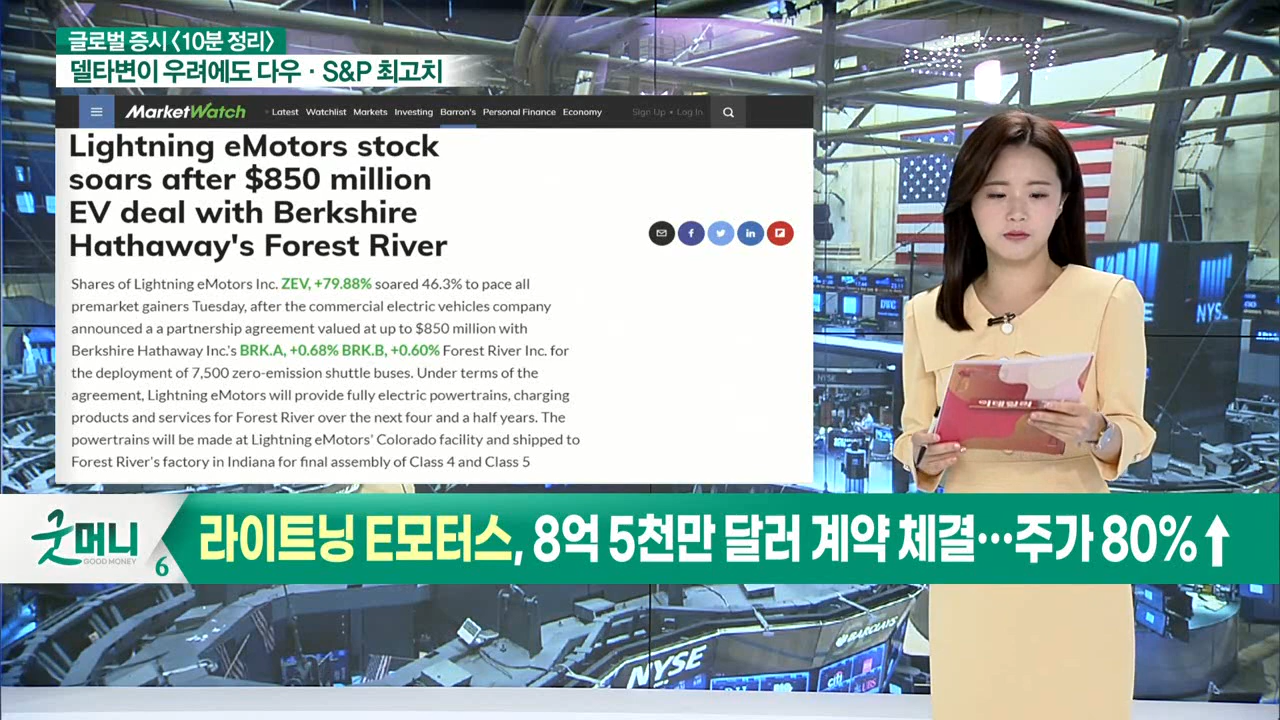 글로벌 증시 <10분 정리>
델타변이 우려에도 다우 · S&P 최고치
MarketWatch
Latest Watchlist Markets Investing Barron's Personal Finance Economy
Sign Up • Log In
Lightning eMotors stock
soars after $850 million
EV deal with Berkshire
Hathaway's Forest River
Shares of Lightning eMotors Inc. ZEV, +79.88% soared 46.3% to pace all
premarket gainers Tuesday, after the commercial electric vehicles company
announced a a partnership agreement valued at up to $850 million with
Berkshire Hathaway Inc.'s BRK.A, +0.68% BRK.B, +0.60% Forest River Inc. for
the deployment of 7,500 zero-emission shuttle buses. Under terms of the
agreement, Lightning eMotors will provide fully electric powertrains, charging
products and services for Forest River over the next four and a half years. The
powertrains will be made at Lightning eMotors' Colorado facility and shipped to
Forest River's factory in Indiana for final assembly of Class 4 and Class 5
NYS
굿머니
GOOD MONEY
6
라이트닝 E모터스, 8억 5천만 달러 계약 체결…주가 80%↑
NYSE
BARCLAYS
citi
UBS